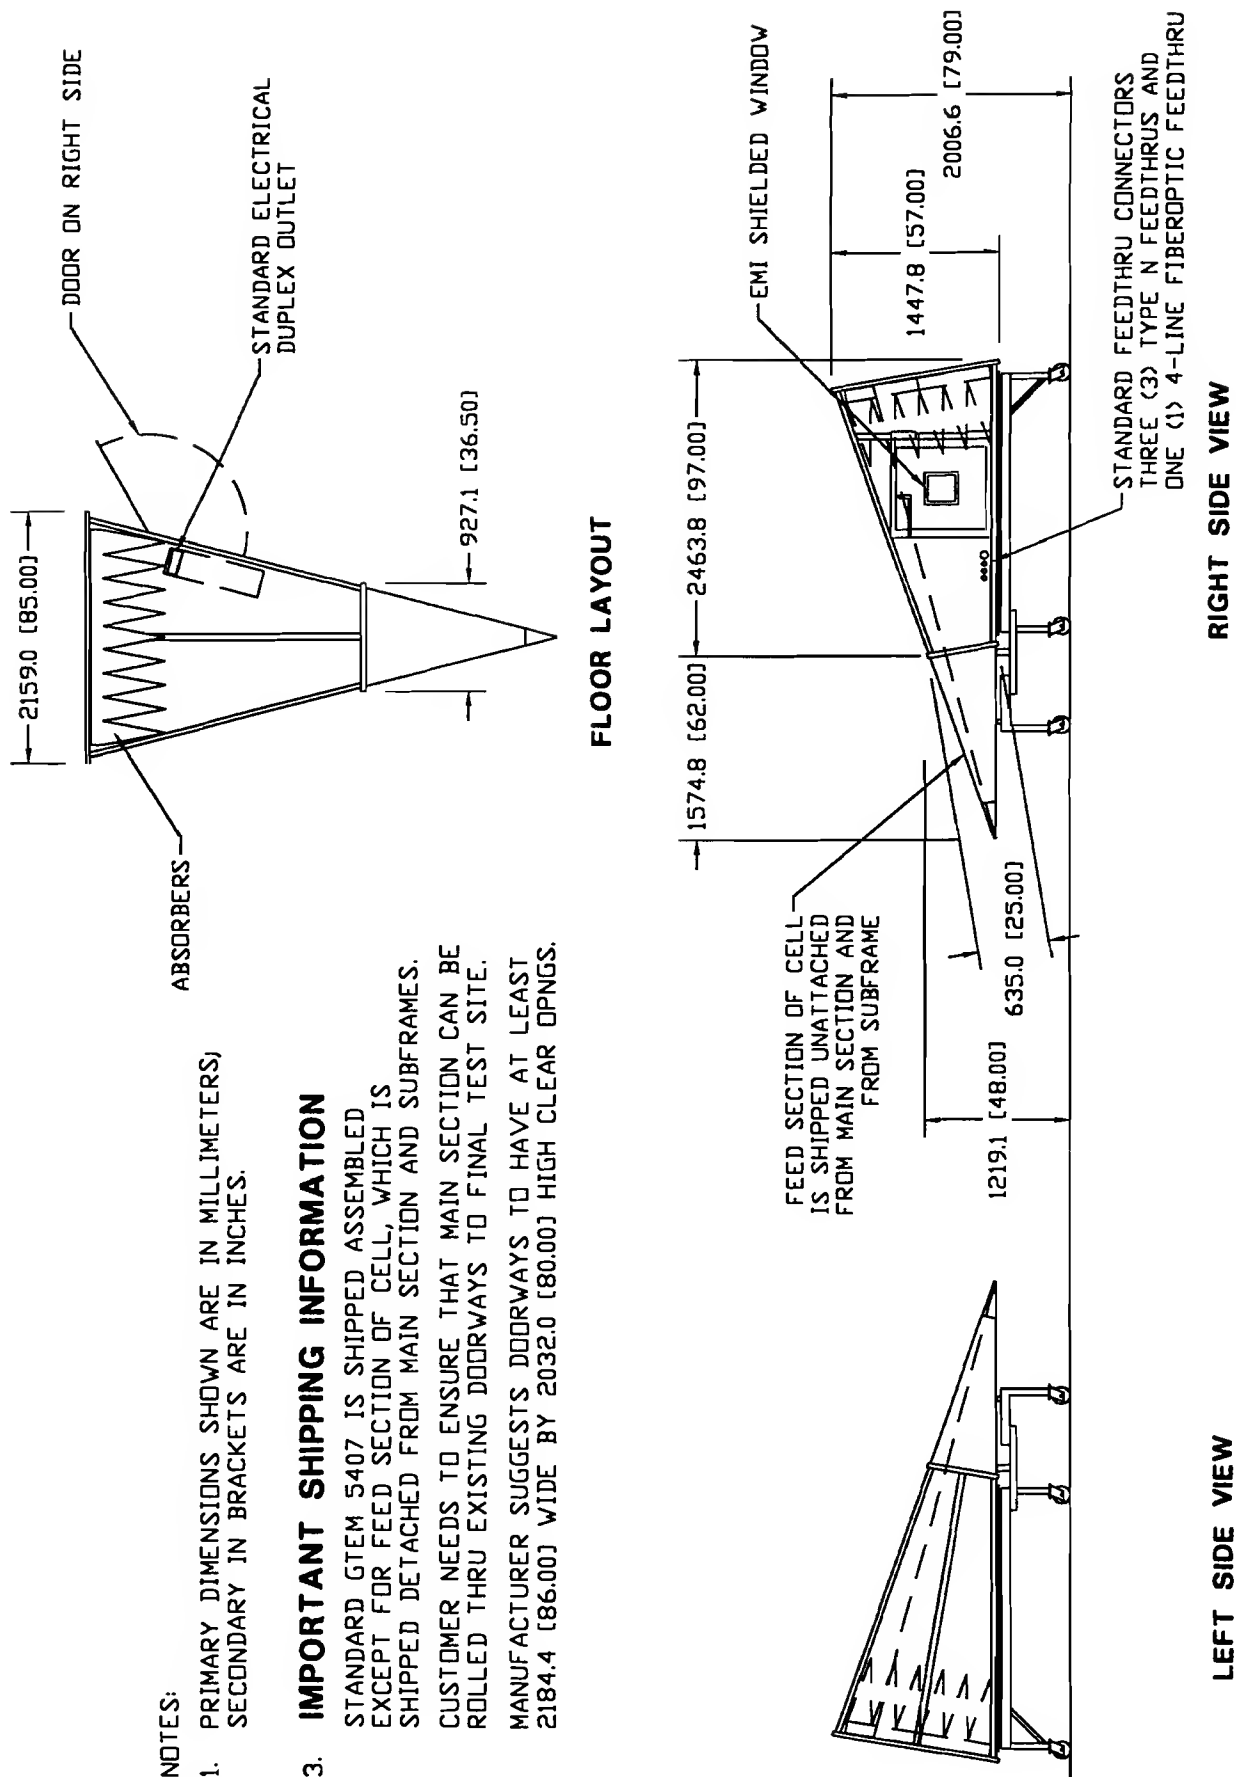 NOTES:
1. PRIMARY DIMENSIONS SHOWN ARE IN MILLIMETERS;
SECONDARY IN BRACKETS ARE IN INCHES.
3. IMPORTANT SHIPPING INFORMATION
STANDARD GTEM 5407 IS SHIPPED ASSEMBLED
EXCEPT FOR FEED SECTION OF CELL, WHICH IS
SHIPPED DETACHED FROM MAIN SECTION AND SUBFRAMES.
CUSTOMER NEEDS TO ENSURE THAT MAIN SECTION CAN BE
ROLLED THRU EXISTING DOORWAYS TO FINAL TEST SITE.
MANUFACTURER SUGGESTS DOORWAYS TO HAVE AT LEAST
2184.4 [86.00] WIDE BY 2032.0 [80.00] HIGH CLEAR OPNGS.
2159.0 [85.00]
DOOR ON RIGHT SIDE
STANDARD ELECTRICAL
DUPLEX OUTLET
ABSORBERS
927.1 [36.50]
FLOOR LAYOUT
1574.8 [62.00]
2463.8 [97.00]
EMI SHIELDED WINDOW
1447.8 [57.00]
2006.6 [79.00]
FEED SECTION OF CELL
IS SHIPPED UNATTACHED
FROM MAIN SECTION AND
FROM SUBFRAME
1219.1 [48.00]
635.0 [25.00]
STANDARD FEEDTHRU CONNECTORS
THREE (3) TYPE N FEEDTHRUS AND
ONE (1) 4-LINE FIBEROPTIC FEEDTHRU
LEFT SIDE VIEW
RIGHT SIDE VIEW